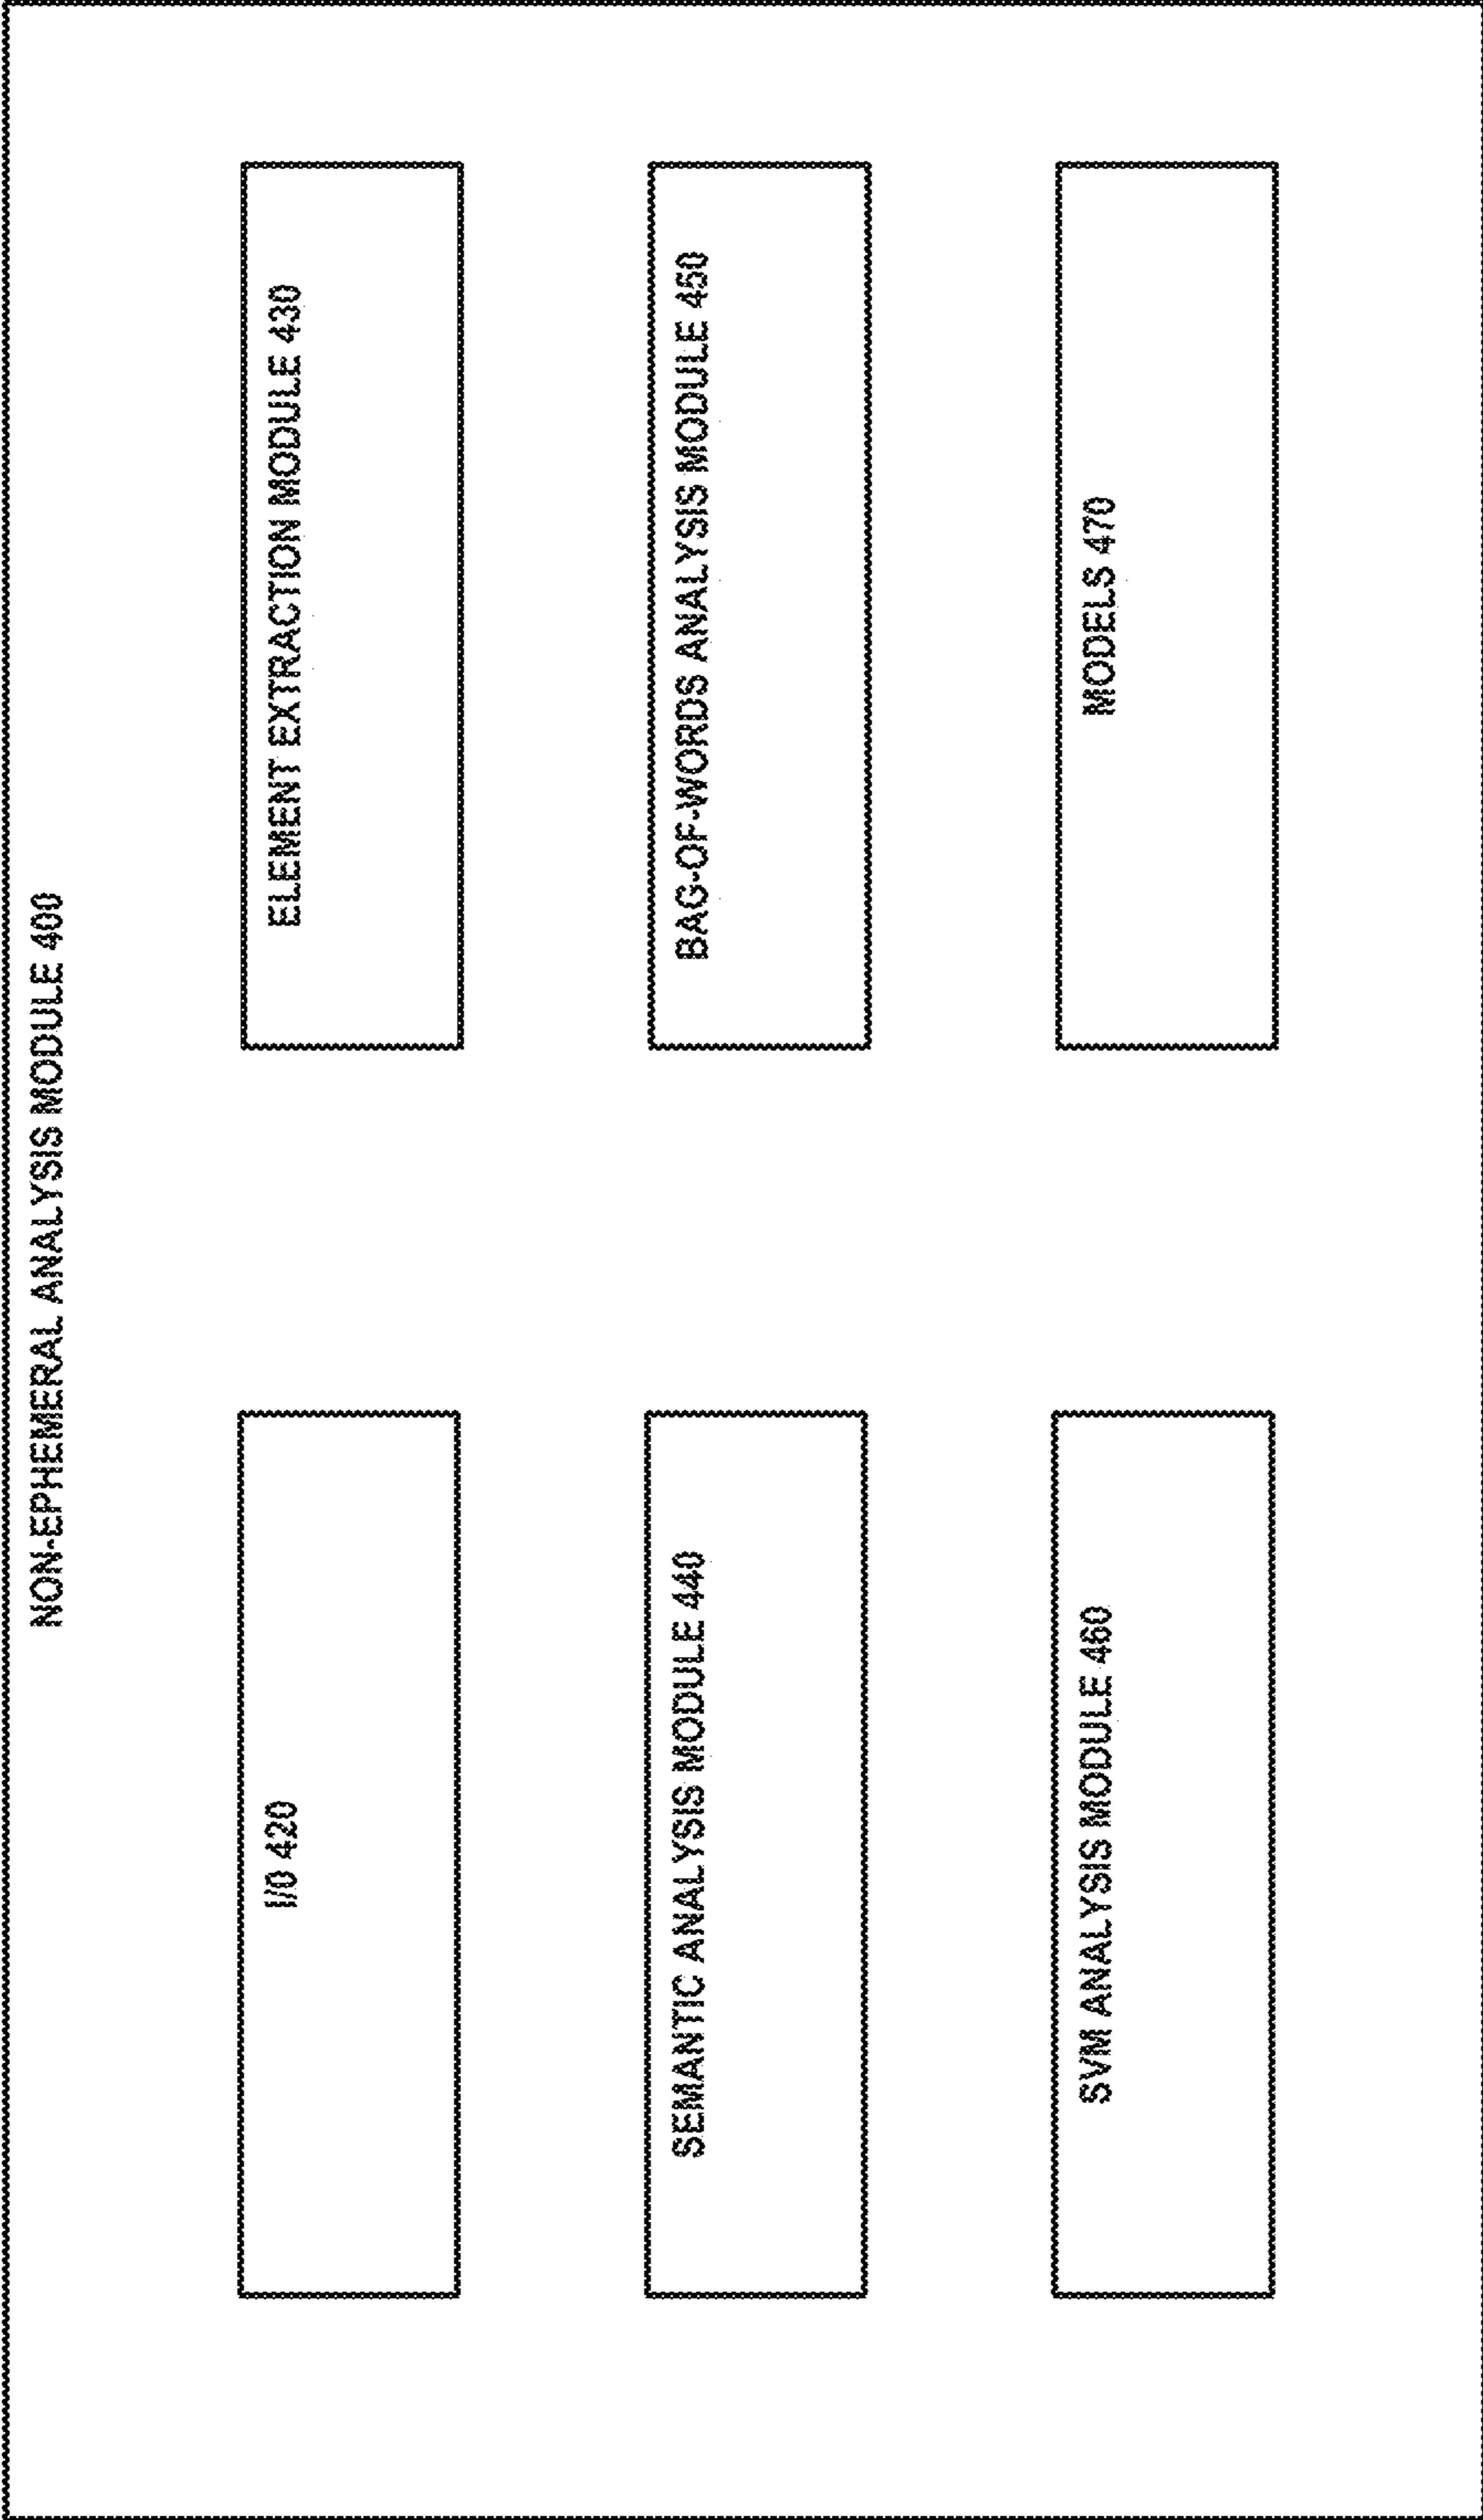 NON-EPHEMERAL ANALYSIS MODULE 400
I/O 420
ELEMENT EXTRACTION MODULE 430
SEMANTIC ANALYSIS MODULE 440
BAG-OF-WORDS ANALYSIS MODULE 450
SVM ANALYSIS MODULE 460
MODELS 470